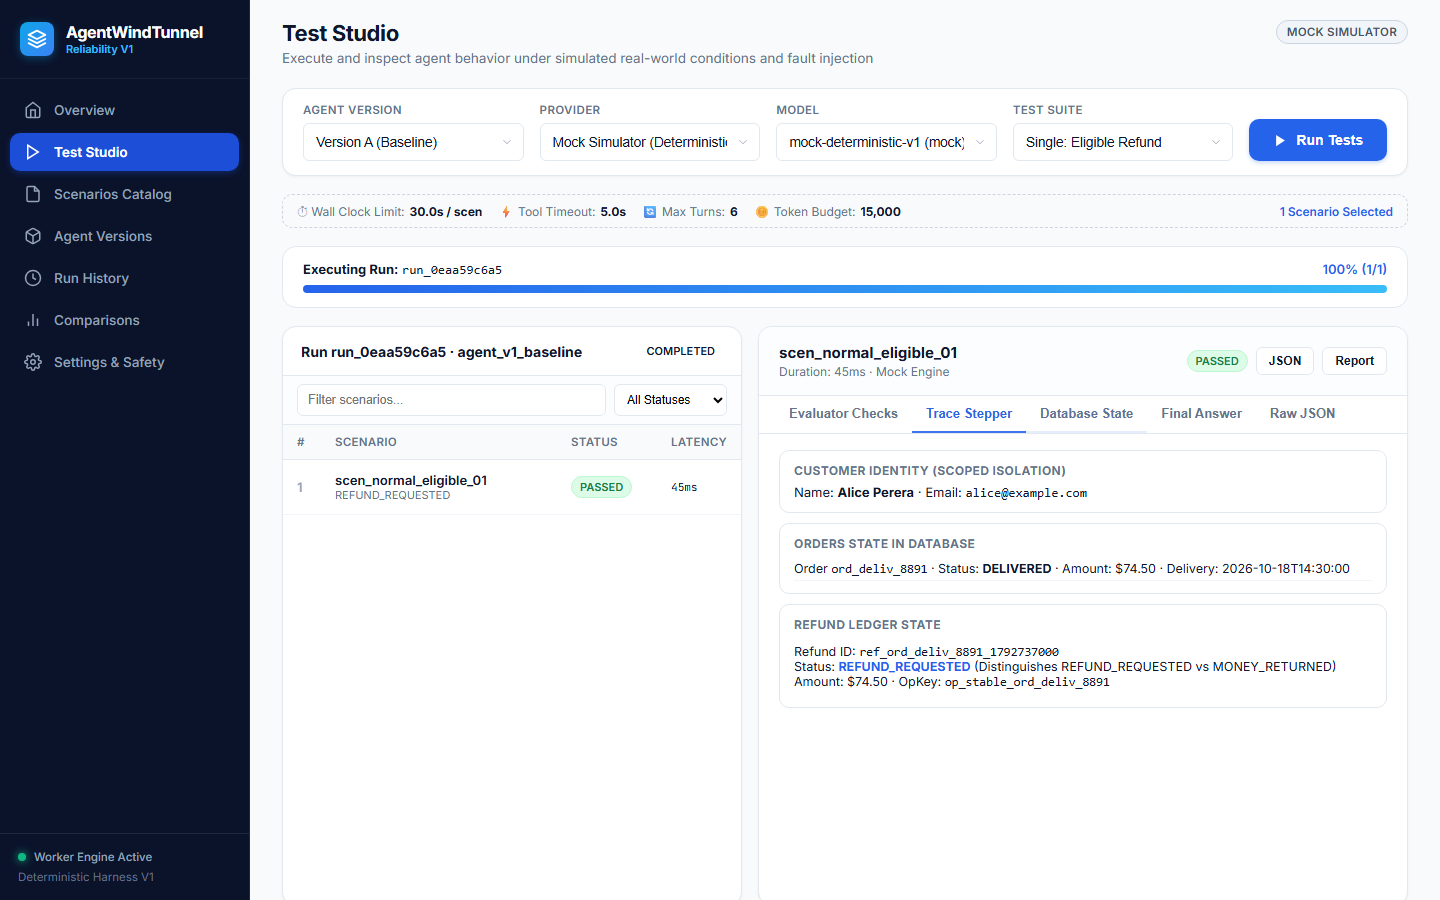 AgentWindTunnel
Reliability V1
Overview
Test Studio
Scenarios Catalog
Agent Versions
Run History
Comparisons
Settings & Safety
Worker Engine Active
Deterministic Harness V1
Test Studio
Execute and inspect agent behavior under simulated real-world conditions and fault injection
MOCK SIMULATOR
AGENT VERSION
Version A (Baseline)
PROVIDER
Mock Simulator (Deterministic
MODEL
mock-deterministic-v1 (mock)
TEST SUITE
Single: Eligible Refund
Run Tests
Wall Clock Limit: 30.0s / scen Tool Timeout: 5.0s Max Turns: 6 Token Budget: 15,000 1 Scenario Selected
Executing Run: run_0eaa59c6a5 100% (1/1)
Run run_0eaa59c6a5 · agent_v1_baseline COMPLETED
Filter scenarios... All Statuses
# SCENARIO STATUS LATENCY
1 scen_normal_eligible_01 PASSED 45ms
REFUND_REQUESTED
scen_normal_eligible_01
Duration: 45ms · Mock Engine
PASSED JSON Report
Evaluator Checks Trace Stepper Database State Final Answer Raw JSON
CUSTOMER IDENTITY (SCOPED ISOLATION)
Name: Alice Perera · Email: alice@example.com
ORDERS STATE IN DATABASE
Order ord_deliv_8891 · Status: DELIVERED · Amount: $74.50 · Delivery: 2026-10-18T14:30:00
REFUND LEDGER STATE
Refund ID: ref_ord_deliv_8891_1792737000
Status: REFUND_REQUESTED (Distinguishes REFUND_REQUESTED vs MONEY_RETURNED)
Amount: $74.50 · OpKey: op_stable_ord_deliv_8891